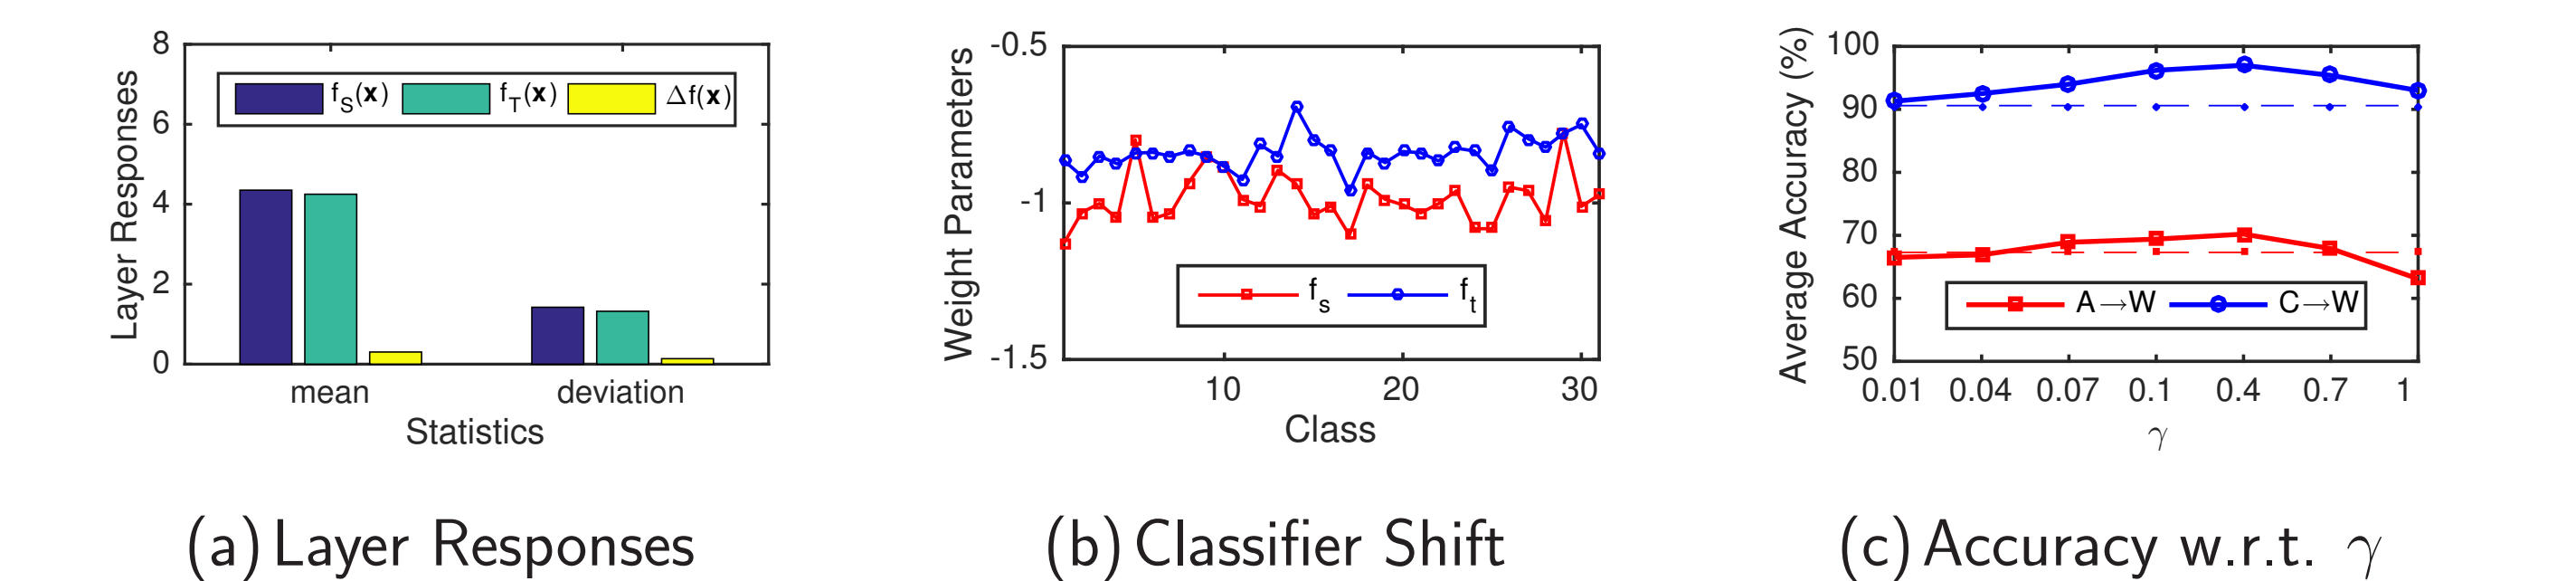 8
6
4
2
0
Layer Responses
f_S(x) f_T(x) Δf(x)
mean deviation
Statistics
(a) Layer Responses
-0.5
-1
-1.5
Weight Parameters
f_s f_t
10 20 30
Class
(b) Classifier Shift
100
90
80
70
60
50
Average Accuracy (%)
A→W C→W
0.01 0.04 0.07 0.1 0.4 0.7 1
γ
(c) Accuracy w.r.t. γ